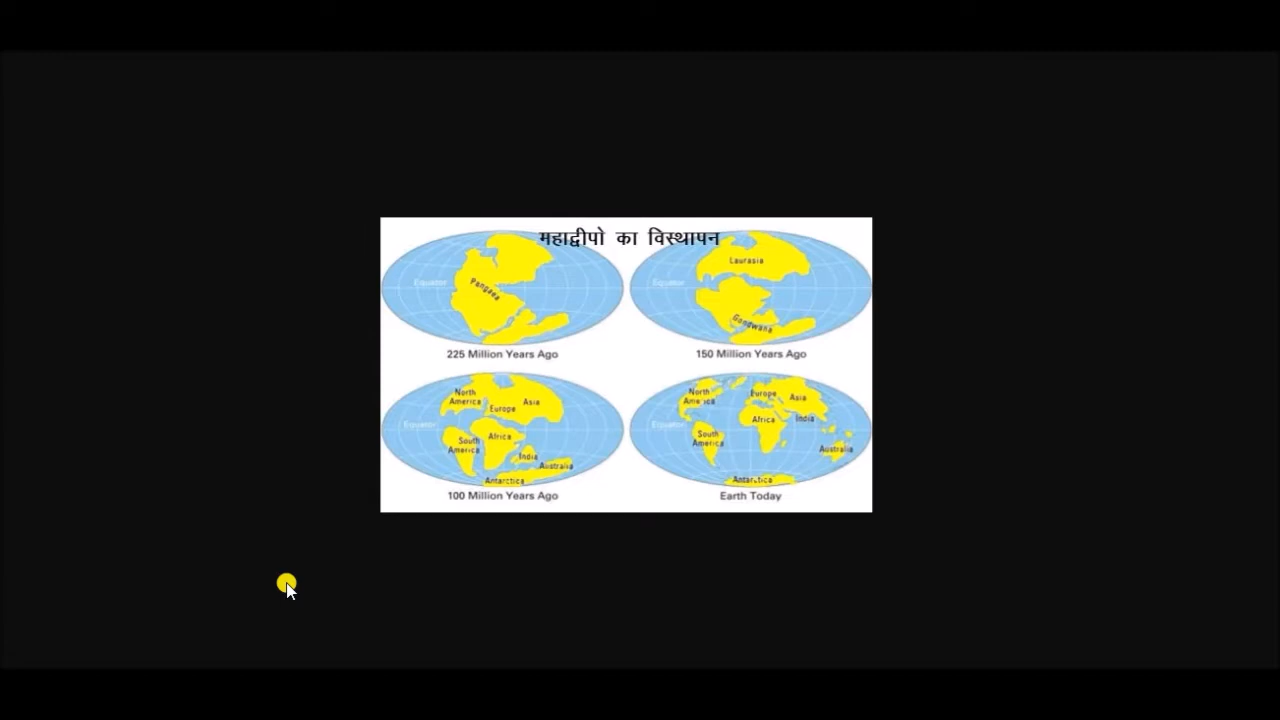 महाद्वीपो का विस्थापन
Equator
Pangaea
225 Million Years Ago
Equator
Laurasia
Gondwana
150 Million Years Ago
North
America
Europe
Asia
Equator
South
America
Africa
India
Australia
Antarctica
100 Million Years Ago
North
America
Europe
Asia
Equator
South
America
Africa
India
Australia
Antarctica
Earth Today